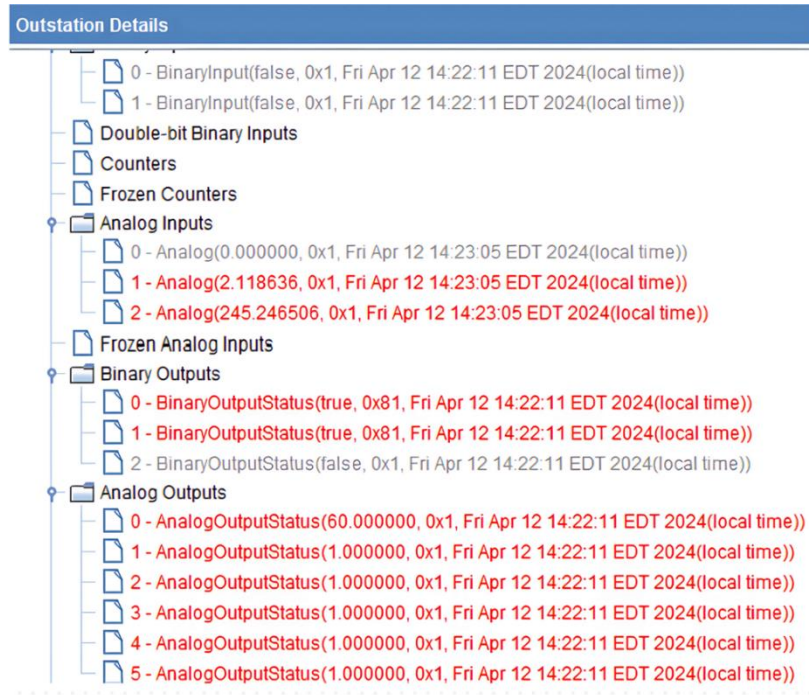 Outstation Details
0 - BinaryInput(false, 0x1, Fri Apr 12 14:22:11 EDT 2024(local time))
1 - BinaryInput(false, 0x1, Fri Apr 12 14:22:11 EDT 2024(local time))
Double-bit Binary Inputs
Counters
Frozen Counters
Analog Inputs
0 - Analog(0.000000, 0x1, Fri Apr 12 14:23:05 EDT 2024(local time))
1 - Analog(2.118636, 0x1, Fri Apr 12 14:23:05 EDT 2024(local time))
2 - Analog(245.246506, 0x1, Fri Apr 12 14:23:05 EDT 2024(local time))
Frozen Analog Inputs
Binary Outputs
0 - BinaryOutputStatus(true, 0x81, Fri Apr 12 14:22:11 EDT 2024(local time))
1 - BinaryOutputStatus(true, 0x81, Fri Apr 12 14:22:11 EDT 2024(local time))
2 - BinaryOutputStatus(false, 0x1, Fri Apr 12 14:22:11 EDT 2024(local time))
Analog Outputs
0 - AnalogOutputStatus(60.000000, 0x1, Fri Apr 12 14:22:11 EDT 2024(local time))
1 - AnalogOutputStatus(1.000000, 0x1, Fri Apr 12 14:22:11 EDT 2024(local time))
2 - AnalogOutputStatus(1.000000, 0x1, Fri Apr 12 14:22:11 EDT 2024(local time))
3 - AnalogOutputStatus(1.000000, 0x1, Fri Apr 12 14:22:11 EDT 2024(local time))
4 - AnalogOutputStatus(1.000000, 0x1, Fri Apr 12 14:22:11 EDT 2024(local time))
5 - AnalogOutputStatus(1.000000, 0x1, Fri Apr 12 14:22:11 EDT 2024(local time))